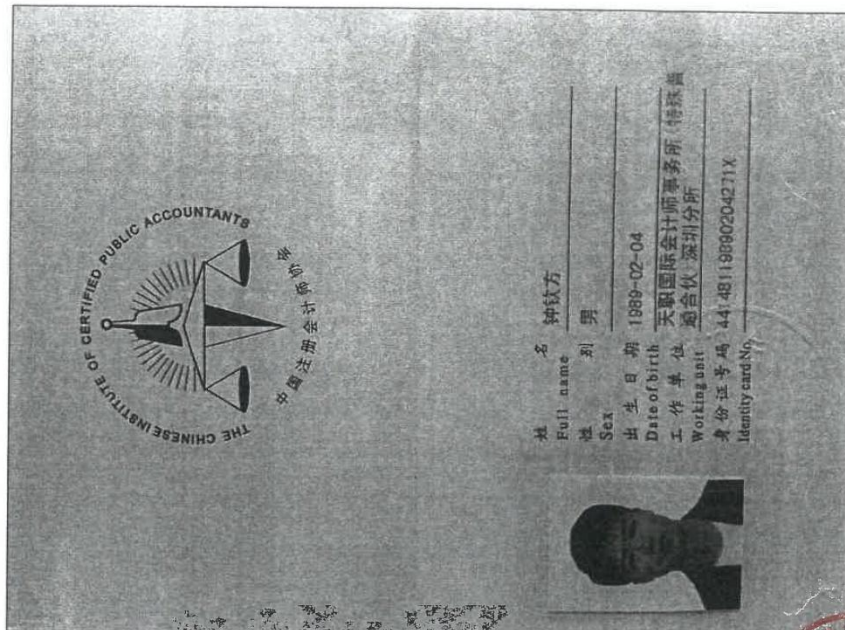 THE CHINESE INSTITUTE OF CERTIFIED PUBLIC ACCOUNTANTS
中国注册会计师协会
姓 名 钟钦方
Full name
性 别 男
Sex
出 生 日 期 1989-02-04
Date of birth
工 作 单 位 天职国际会计师事务所(特殊普
Working unit 通合伙)深圳分所
身份证号码 44148119890204271X
Identity card No.